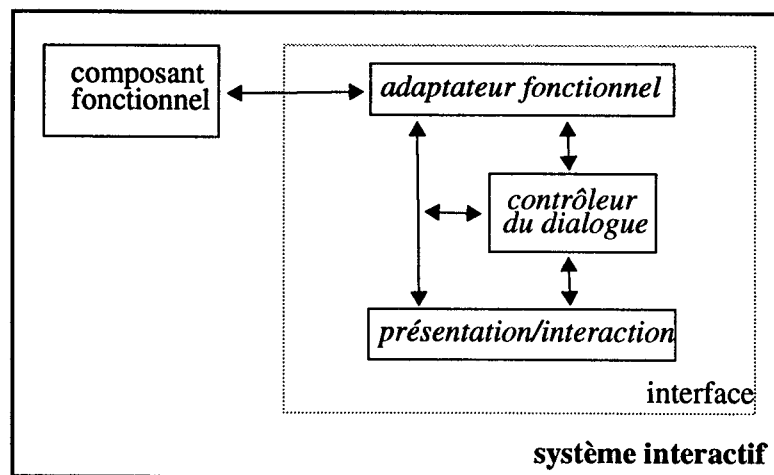 composant
fonctionnel
adaptateur fonctionnel
contrôleur
du dialogue
présentation/interaction
interface
système interactif